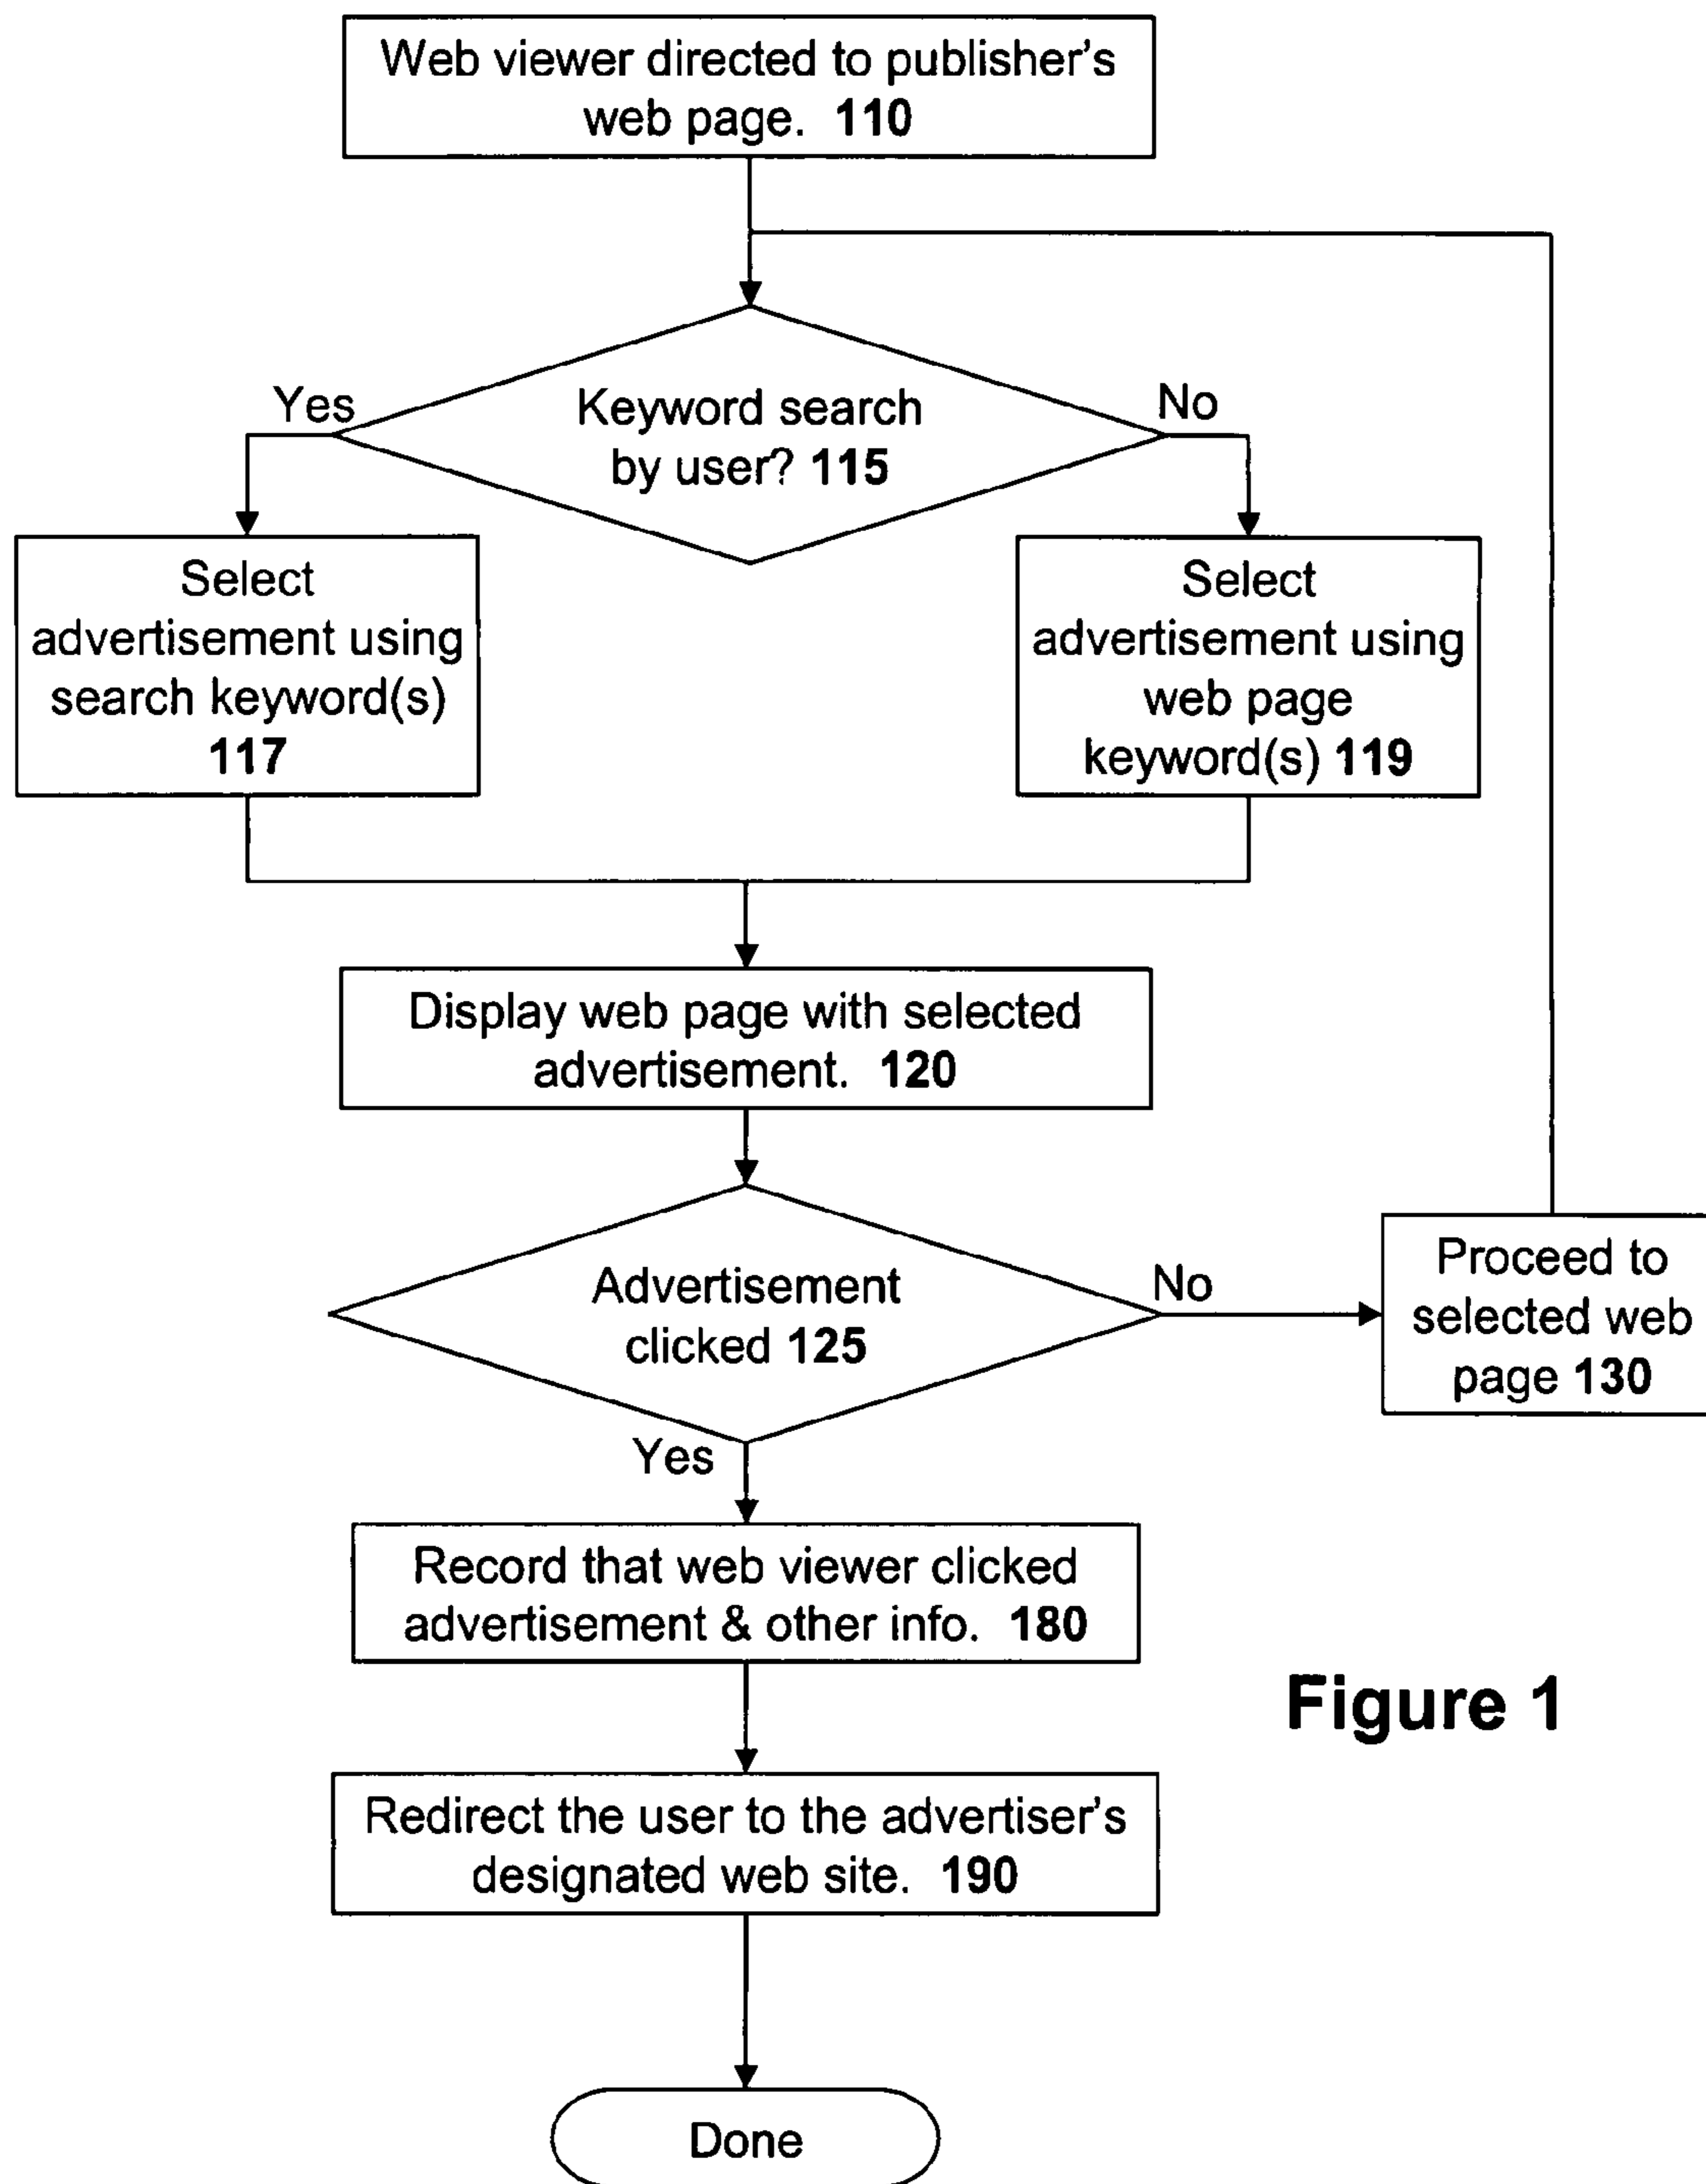 Web viewer directed to publisher's
web page. 110
Yes
Keyword search
by user? 115
No
Select
advertisement using
search keyword(s)
117
Select
advertisement using
web page
keyword(s) 119
Display web page with selected
advertisement. 120
Advertisement
clicked 125
No
Proceed to
selected web
page 130
Yes
Record that web viewer clicked
advertisement & other info. 180
Figure 1
Redirect the user to the advertiser's
designated web site. 190
Done